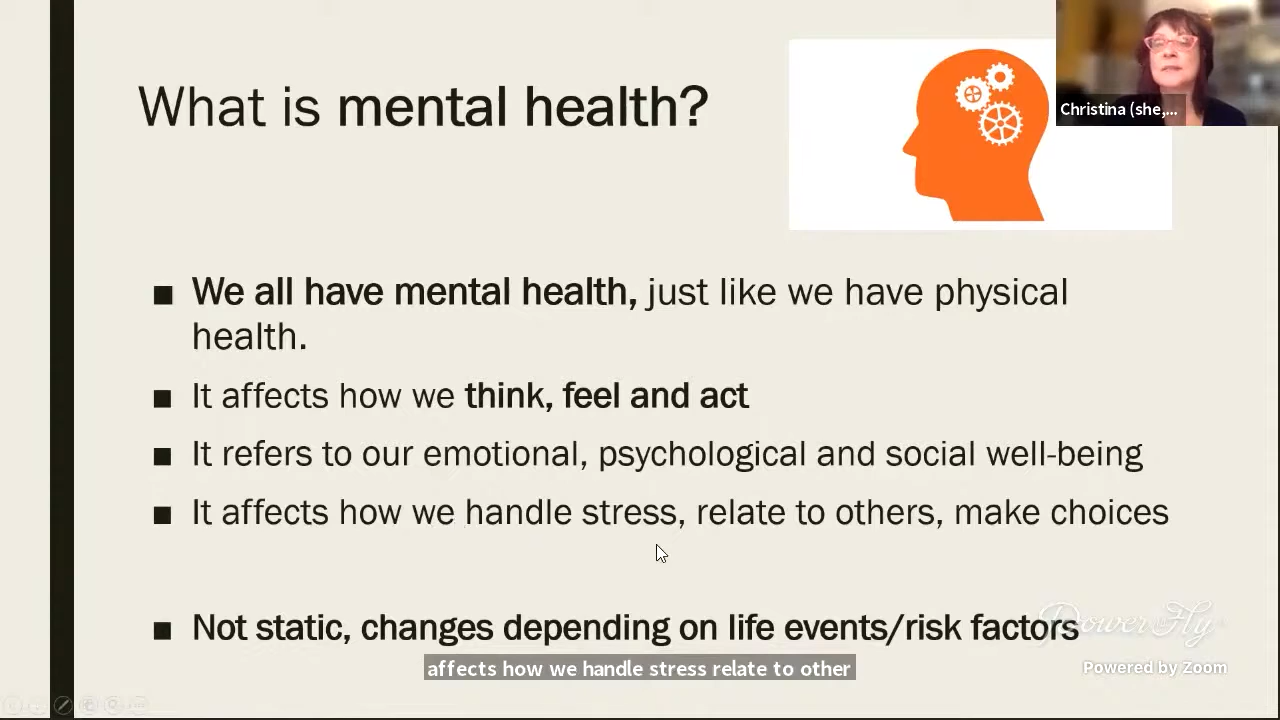 What is mental health?
Christina (she,...
■ We all have mental health, just like we have physical
health.
■ It affects how we think, feel and act
■ It refers to our emotional, psychological and social well-being
■ It affects how we handle stress, relate to others, make choices
■ Not static, changes depending on life events/risk factors
Power to Fly
affects how we handle stress relate to other
Powered by Zoom